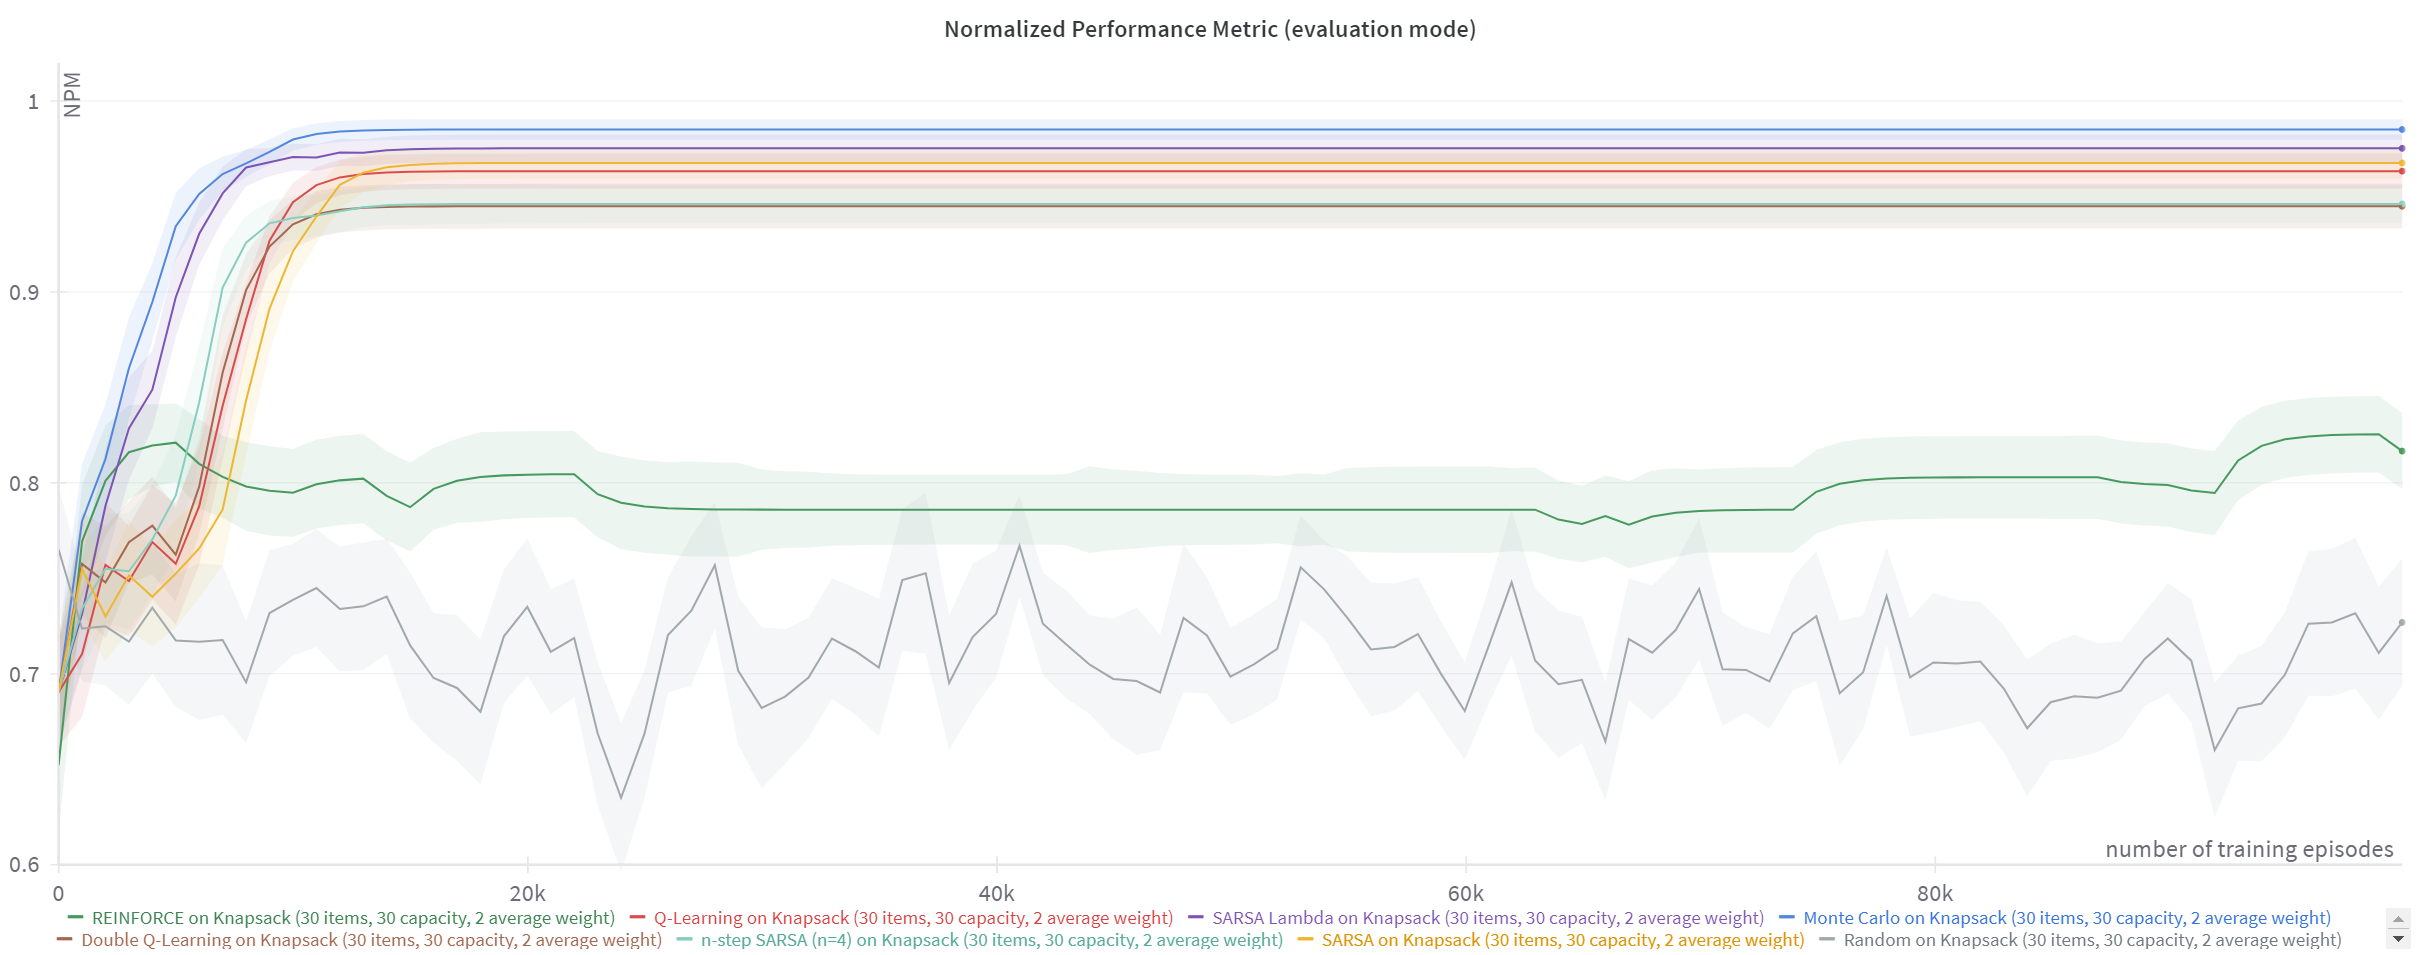 Normalized Performance Metric (evaluation mode)
NPM
1
0.9
0.8
0.7
0.6
number of training episodes
0 20k 40k 60k 80k
REINFORCE on Knapsack (30 items, 30 capacity, 2 average weight) Q-Learning on Knapsack (30 items, 30 capacity, 2 average weight) SARSA Lambda on Knapsack (30 items, 30 capacity, 2 average weight) Monte Carlo on Knapsack (30 items, 30 capacity, 2 average weight)
Double Q-Learning on Knapsack (30 items, 30 capacity, 2 average weight) n-step SARSA (n=4) on Knapsack (30 items, 30 capacity, 2 average weight) SARSA on Knapsack (30 items, 30 capacity, 2 average weight) Random on Knapsack (30 items, 30 capacity, 2 average weight)